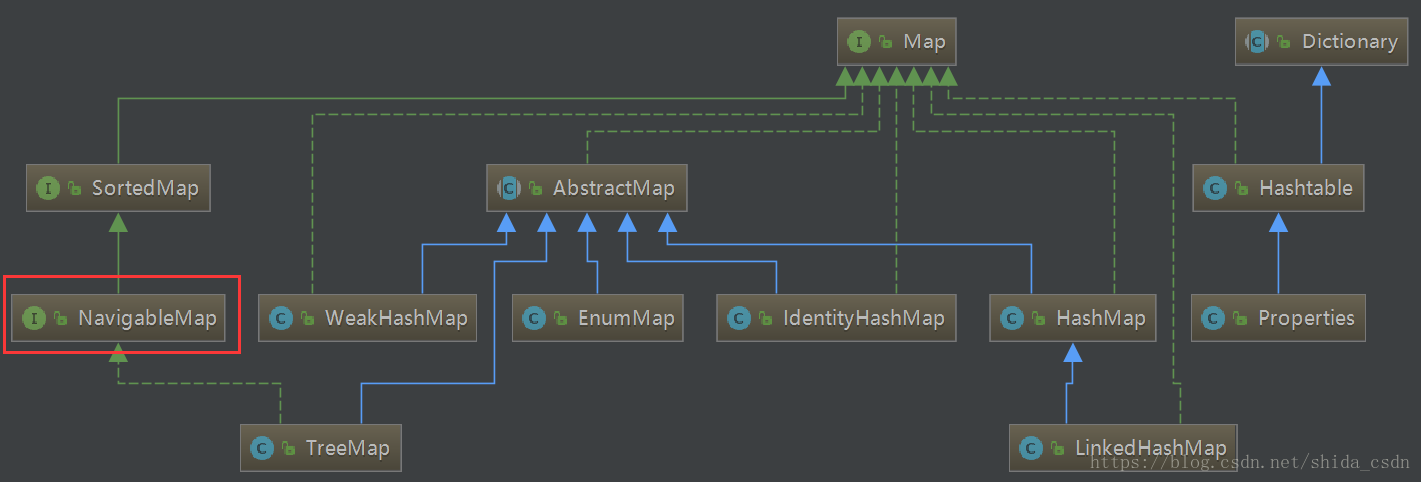 I Map
C Dictionary
I SortedMap
C AbstractMap
C Hashtable
I NavigableMap
C WeakHashMap
C EnumMap
C IdentityHashMap
C HashMap
C Properties
C TreeMap
C LinkedHashMap
https://blog.csdn.net/shida_csdn